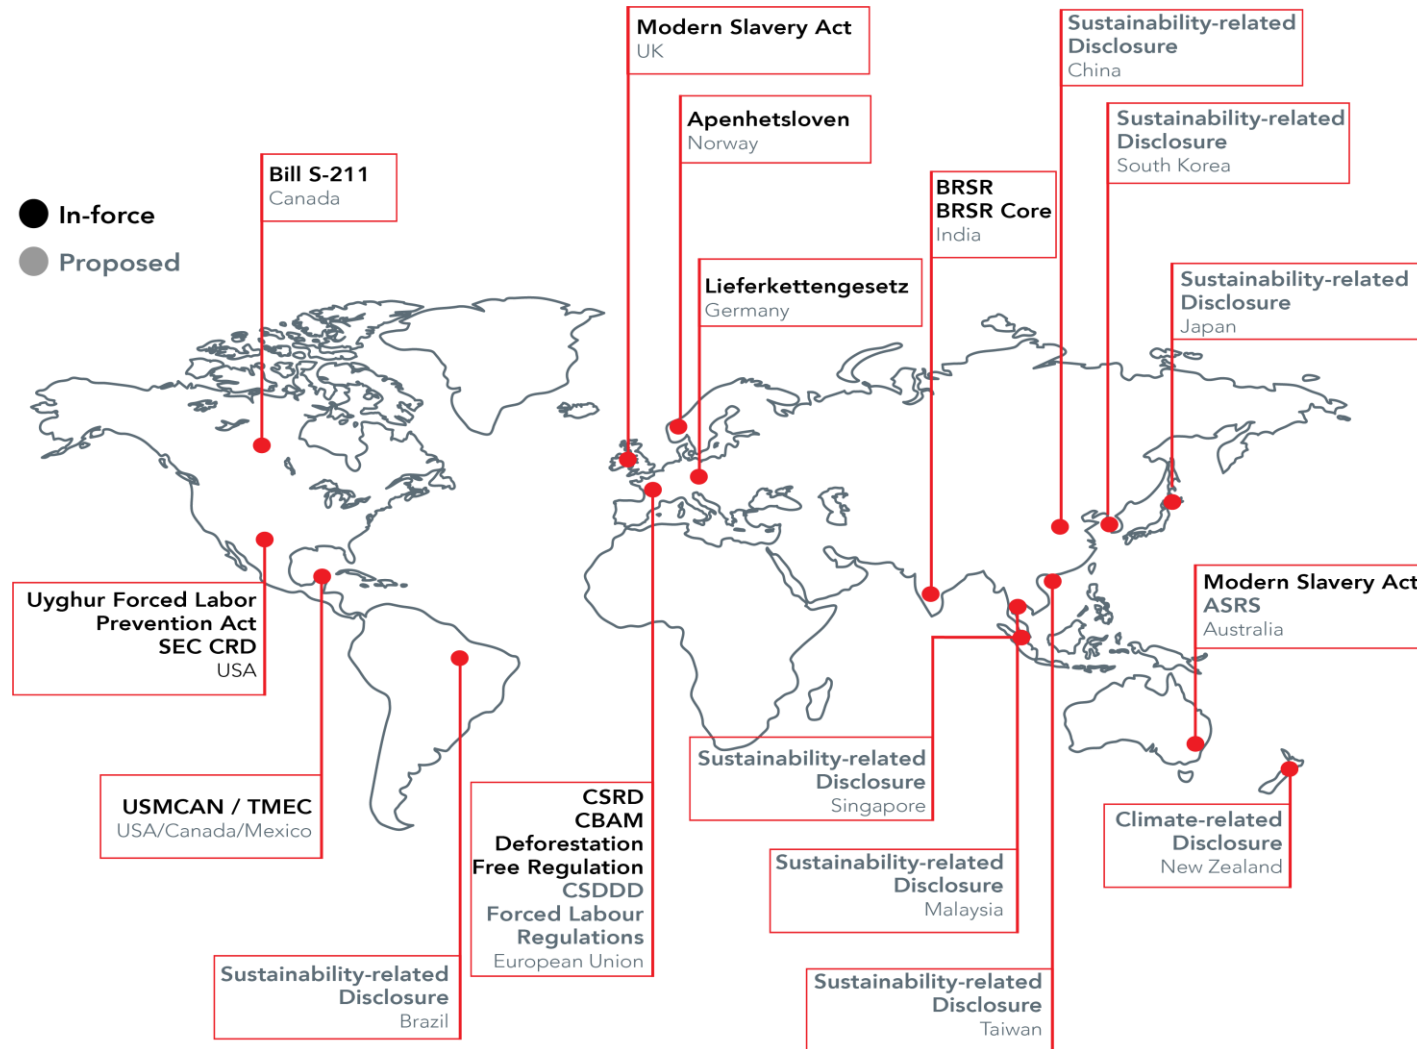 Modern Slavery Act
UK
Sustainability-related
Disclosure
China
Apenhetsloven
Norway
Sustainability-related
Disclosure
South Korea
Bill S-211
Canada
BRSR
BRSR Core
India
In-force
Proposed
Lieferkettengesetz
Germany
Sustainability-related
Disclosure
Japan
Uyghur Forced Labor
Prevention Act
SEC CRD
USA
Modern Slavery Act
ASRS
Australia
USMCAN / TMEC
USA/Canada/Mexico
CSRD
CBAM
Deforestation
Free Regulation
CSDDD
Forced Labour
Regulations
European Union
Sustainability-related
Disclosure
Singapore
Climate-related
Disclosure
New Zealand
Sustainability-related
Disclosure
Malaysia
Sustainability-related
Disclosure
Brazil
Sustainability-related
Disclosure
Taiwan